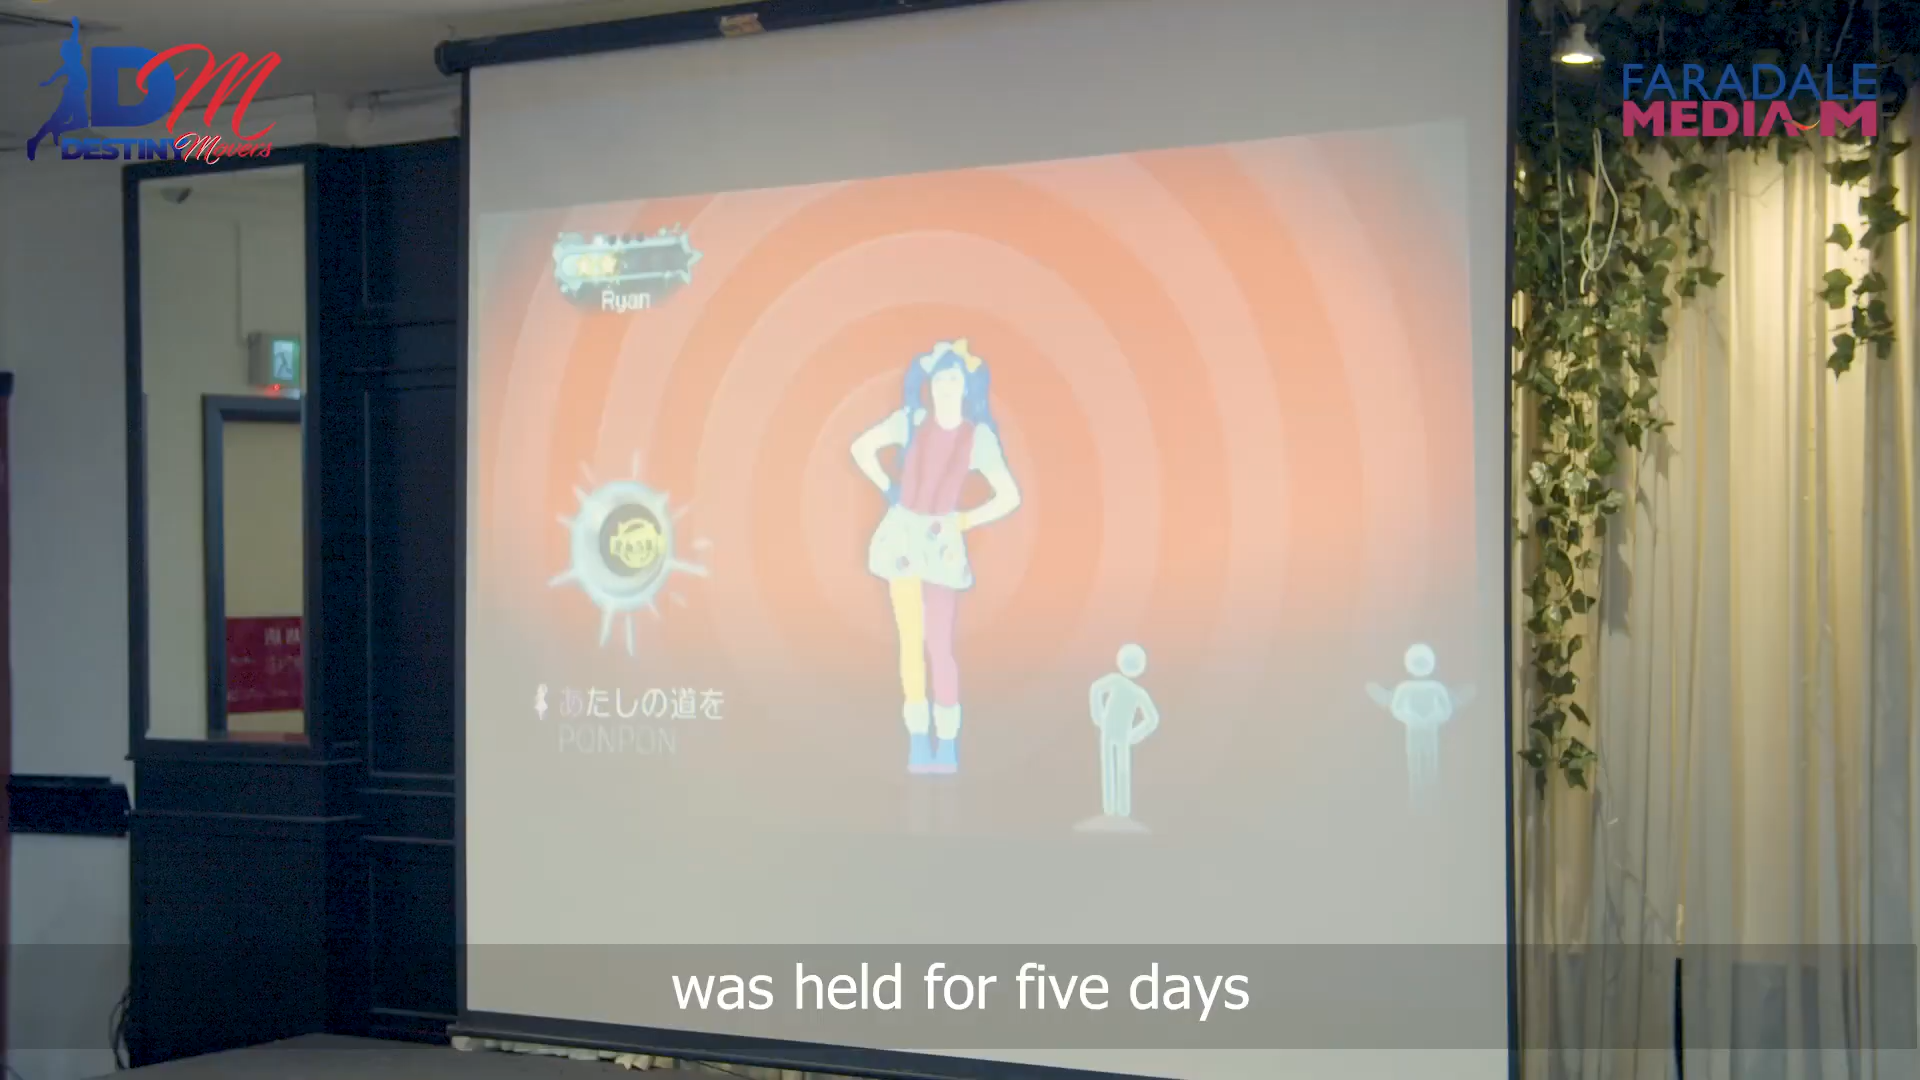 DM
DESTINY Movers
FARADALE
MEDIA M
Ryan
あたしの道を
PONPON
was held for five days